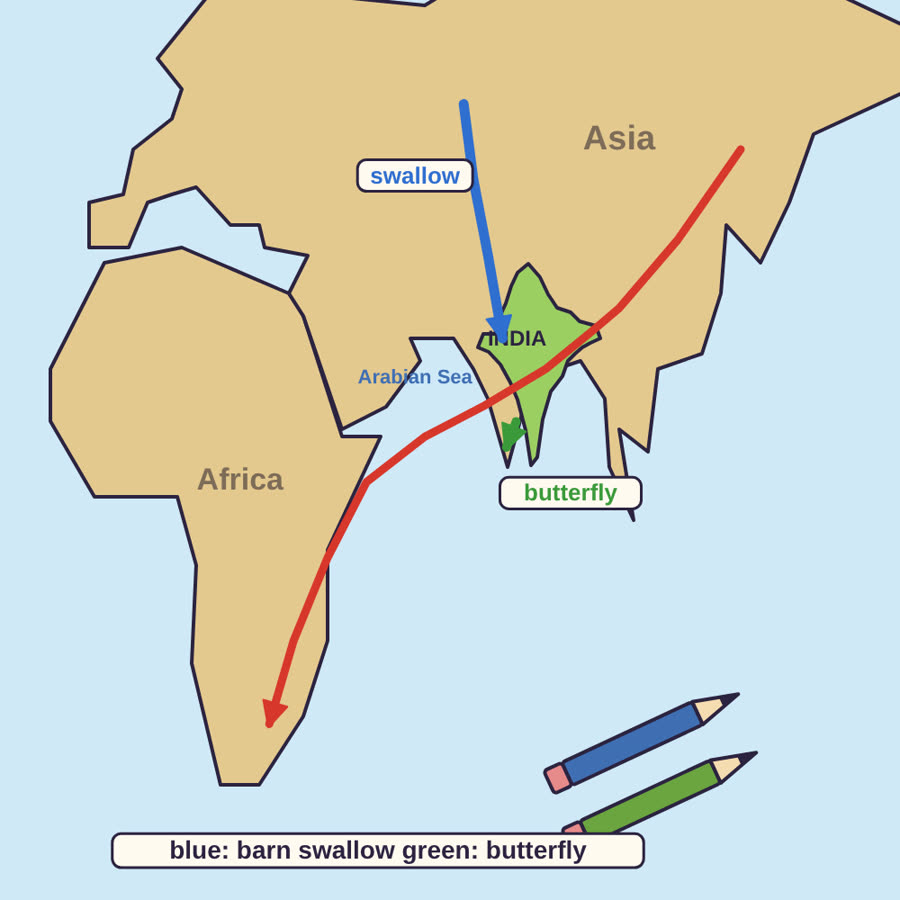 Asia
swallow
INDIA
Arabian Sea
Africa
butterfly
blue: barn swallow green: butterfly